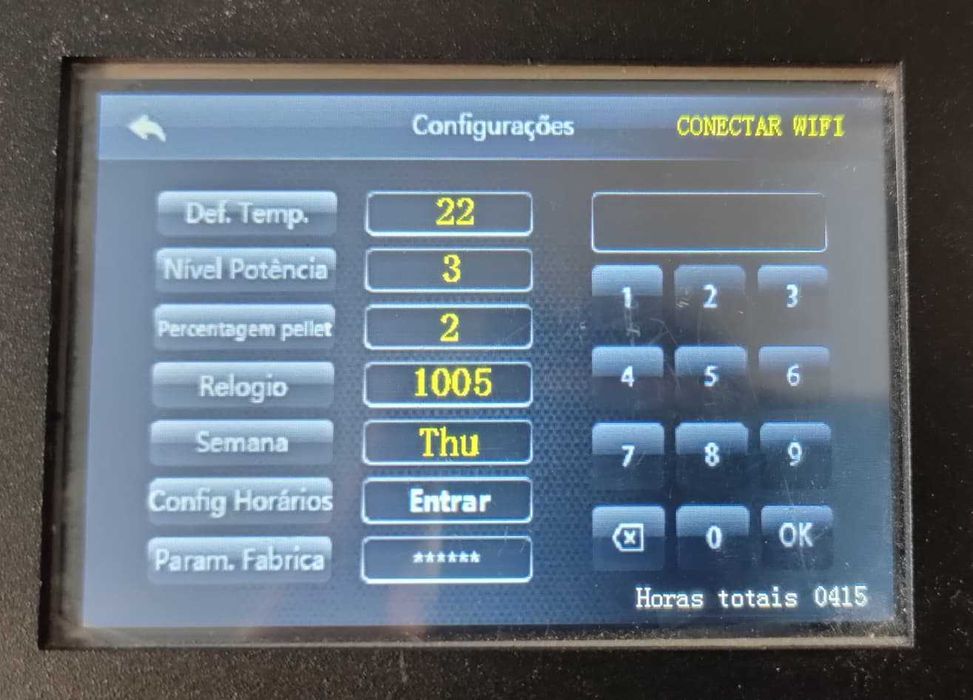 Configurações CONECTAR WIFI
Def. Temp. 22
Nível Potência 3
Percentagem pellet 2
Relogio 1005
Semana Thu
Config Horários Entrar
Param. Fabrica ******
1 2 3
4 5 6
7 8 9
0 OK
Horas totais 0415